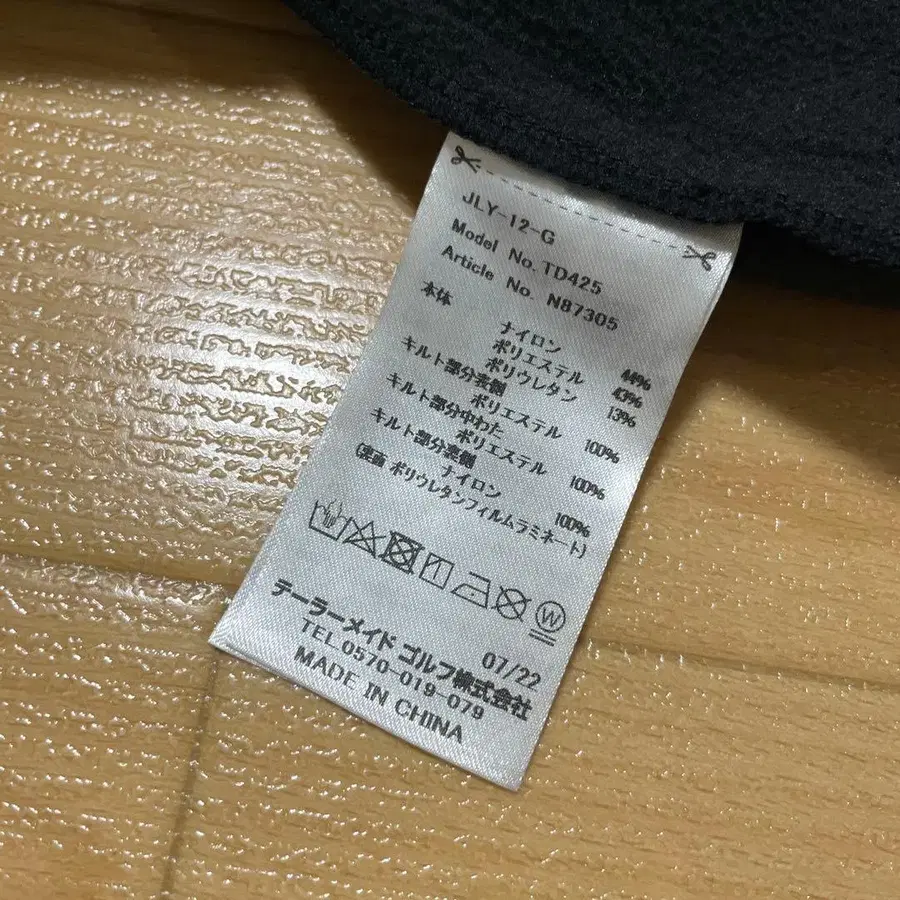 JLY-12-G
Model No.TD425
Article No. N87305
本体
ナイロン 44%
ポリエステル 43%
ポリウレタン 13%
キルト部分表側
ポリエステル 100%
キルト部分中わた
ポリエステル 100%
キルト部分裏側
ナイロン 100%
(裏面 ポリウレタンフィルムラミネート)
W
07/22
テーラーメイド ゴルフ株式会社
TEL.0570-019-079
MADE IN CHINA